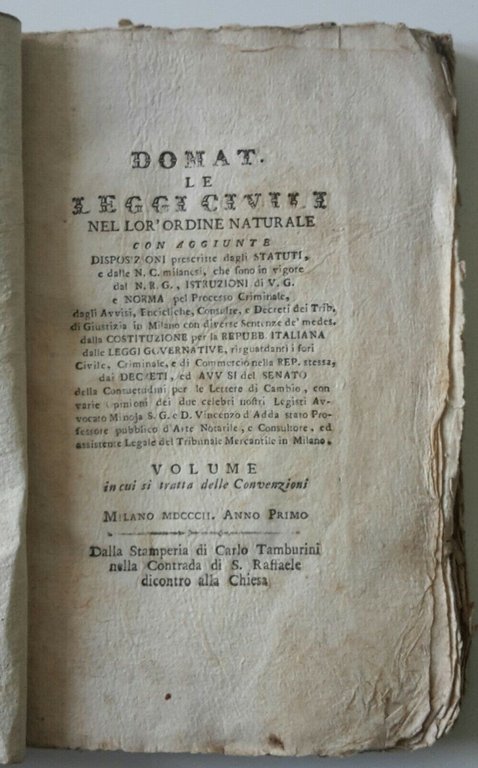 DOMAT.
LE
LEGGI CIVILI
NEL LOR' ORDINE NATURALE
CON AGGIUNTE
DISPOSIZIONI prescritte dagli STATUTI,
e dalle N. C. milanesi, che sono in vigore
dal N. R. G., ISTRUZIONI di V. G.
e NORMA pel Processo Criminale,
dagli Avvisi, Encicliche, Consulte, e Decreti dei Trib.
di Giustizia in Milano con diverse Sentenze de' medes.
dalla COSTITUZIONE per la REPUBB. ITALIANA
dalle LEGGI GOVERNATIVE, risguardanti i fori
Civile, Criminale, e di Commercio nella REP. stessa,
dai DECRETI, ed AVVISI del SENATO
della Consuetudini per le Lettere di Cambio, con
varie opinioni dei due celebri nostri Legisti Av-
vocato Minoja S. G. e D. Vincenzo d'Adda stato Pro-
fessore pubblico d'Arte Notarile, e Consultore, ed
assistente Legale del Tribunale Mercantile in Milano.
VOLUME
in cui si tratta delle Convenzioni
MILANO MDCCCII. ANNO PRIMO
Dalla Stamperia di Carlo Tamburini
nella Contrada di S. Raffaele
dicontro alla Chiesa